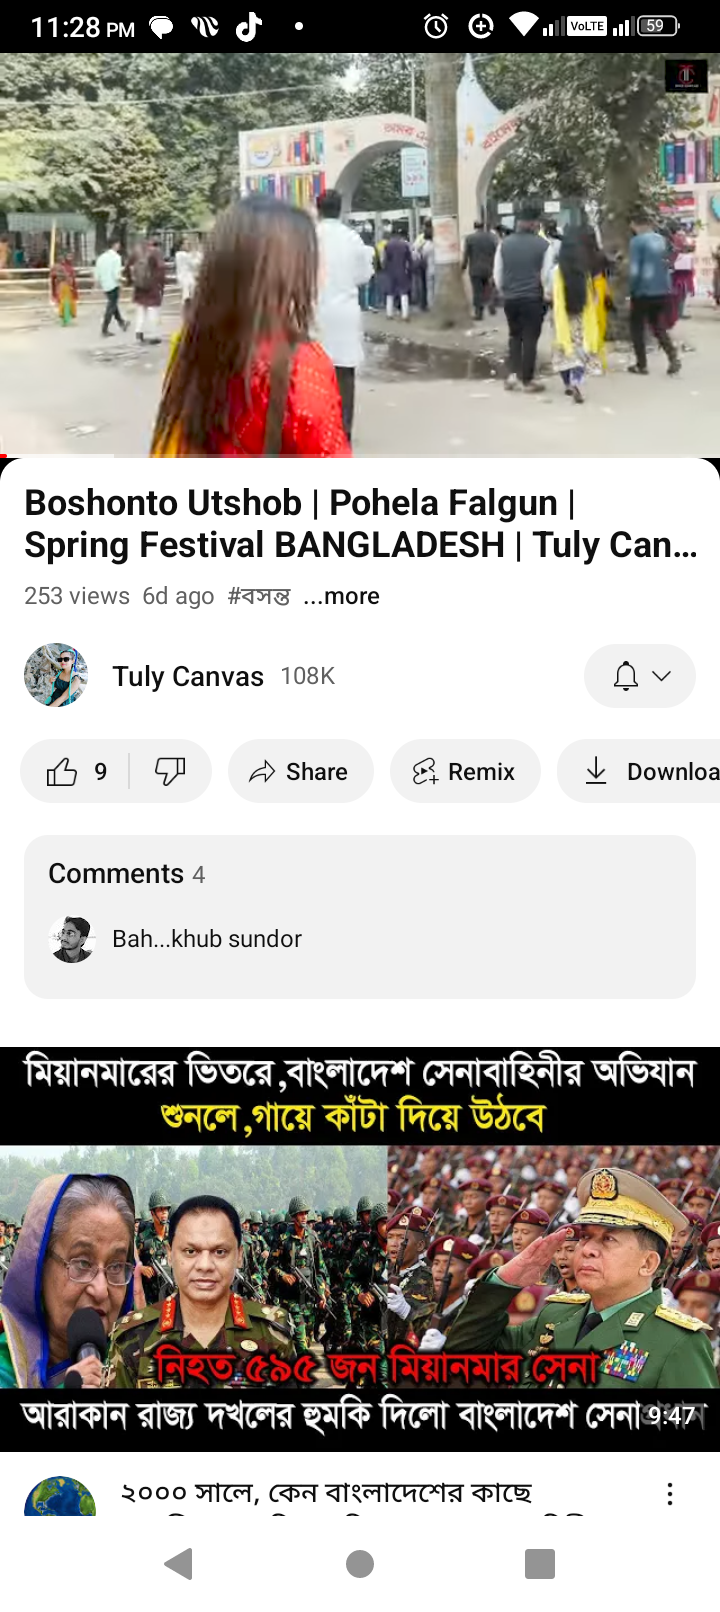 11:28 PM
VoLTE
59
অমর এ
বইমেলা
Boshonto Utshob | Pohela Falgun |
Spring Festival BANGLADESH | Tuly Can...
253 views 6d ago #বসন্ত ...more
Tuly Canvas 108K
9
Share
Remix
Downloa
Comments 4
Bah...khub sundor
মিয়ানমারের ভিতরে,বাংলাদেশ সেনাবাহিনীর অভিযান
শুনলে,গায়ে কাঁটা দিয়ে উঠবে
নিহত ৫৯৫ জন মিয়ানমার সেনা
আরাকান রাজ্য দখলের হুমকি দিলো বাংলাদেশ সেনা
9:47
২০০০ সালে, কেন বাংলাদেশের কাছে